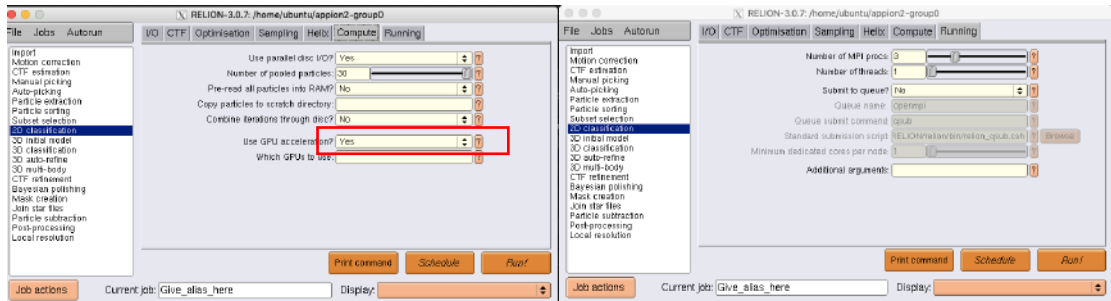 RELION-3.0.7: /home/ubuntu/appion2-group0
File Jobs Autorun
I/O CTF Optimisation Sampling Helix Compute Running
Import
Motion correction
CTF estimation
Manual picking
Auto-picking
Particle extraction
Particle sorting
Subset selection
2D classification
3D initial model
3D classification
3D auto-refine
3D multi-body
CTF refinement
Bayesian polishing
Mask creation
Join star files
Particle subtraction
Post-processing
Local resolution
Use parallel disc I/O? Yes ?
Number of pooled particles: 30 ?
Pre-read all particles into RAM? No ?
Copy particles to scratch directory: ?
Combine iterations through disc? No ?
Use GPU acceleration? Yes ?
Which GPUs to use: ?
Print command Schedule Run!
Job actions Current job: Give_alias_here Display:
RELION-3.0.7: /home/ubuntu/appion2-group0
File Jobs Autorun
I/O CTF Optimisation Sampling Helix Compute Running
Import
Motion correction
CTF estimation
Manual picking
Auto-picking
Particle extraction
Particle sorting
Subset selection
2D classification
3D initial model
3D classification
3D auto-refine
3D multi-body
CTF refinement
Bayesian polishing
Mask creation
Join star files
Particle subtraction
Post-processing
Local resolution
Number of MPI procs: 3 ?
Number of threads: 1 ?
Submit to queue? No ?
Queue name: openmpi ?
Queue submit command: qsub ?
Standard submission script: RELION/relion/bin/relion_qsub.csh ? Browse
Minimum dedicated cores per node: 1 ?
Additional arguments: ?
Print command Schedule Run!
Job actions Current job: Give_alias_here Display: